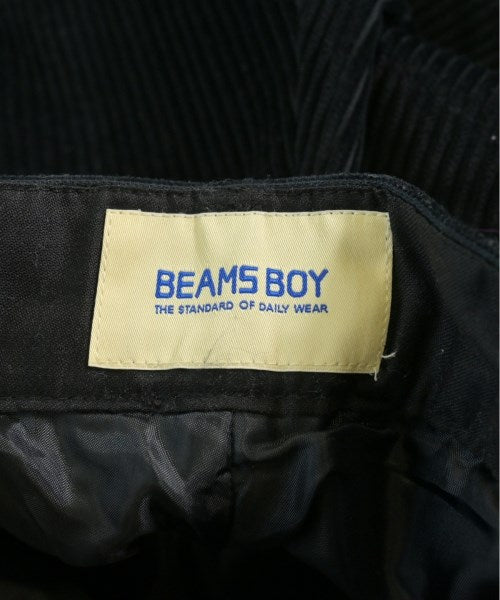 BEAMS BOY
THE STANDARD OF DAILY WEAR